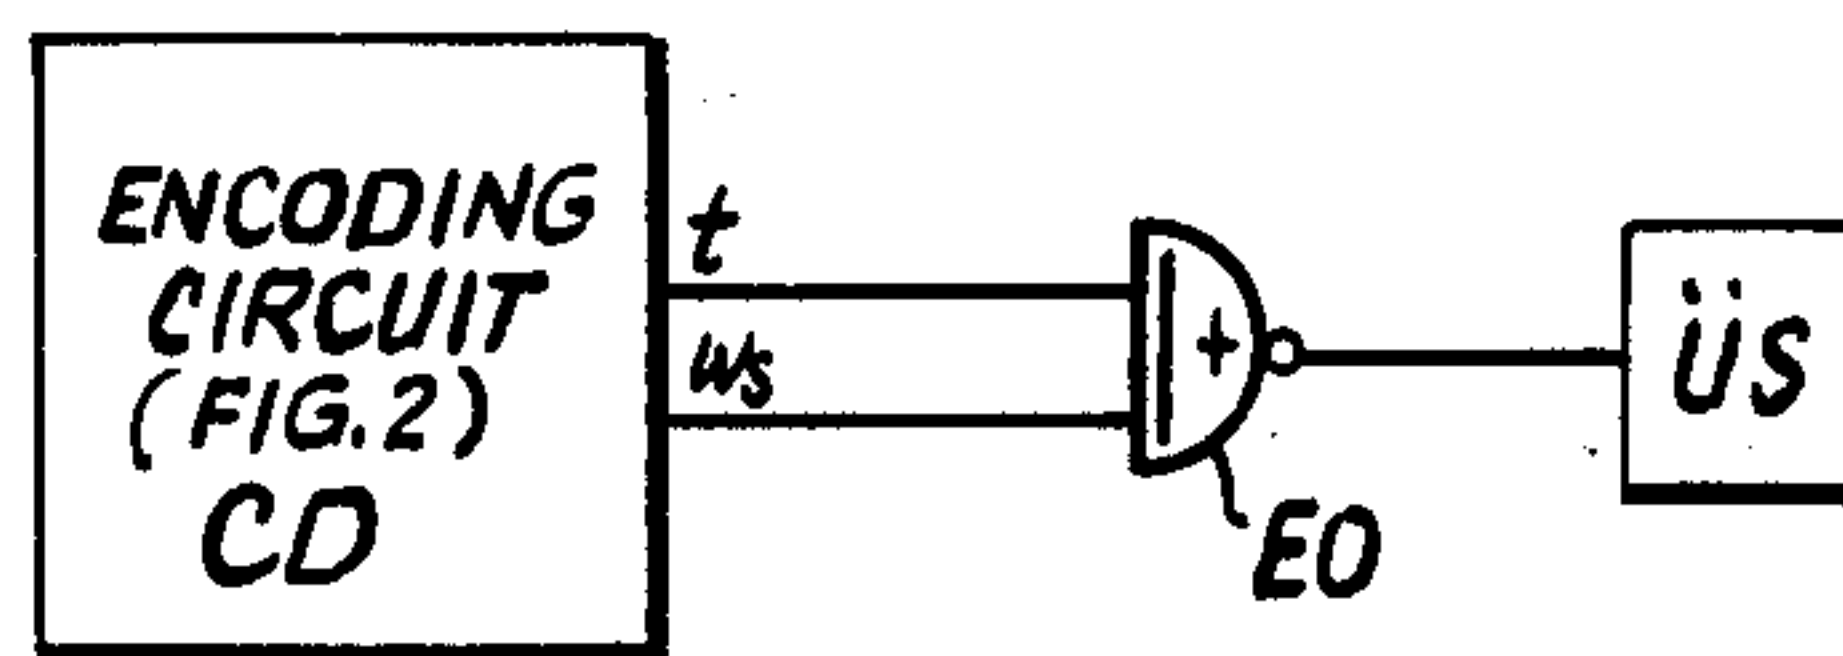 ENCODING
CIRCUIT
(FIG. 2)
CD
t
ws
+
EO
ÜS